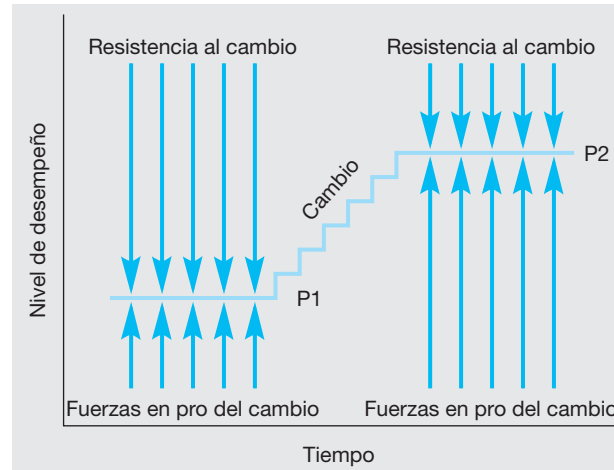 Resistencia al cambio
Resistencia al cambio
Nivel de desempeño
Cambio
P2
P1
Fuerzas en pro del cambio
Fuerzas en pro del cambio
Tiempo